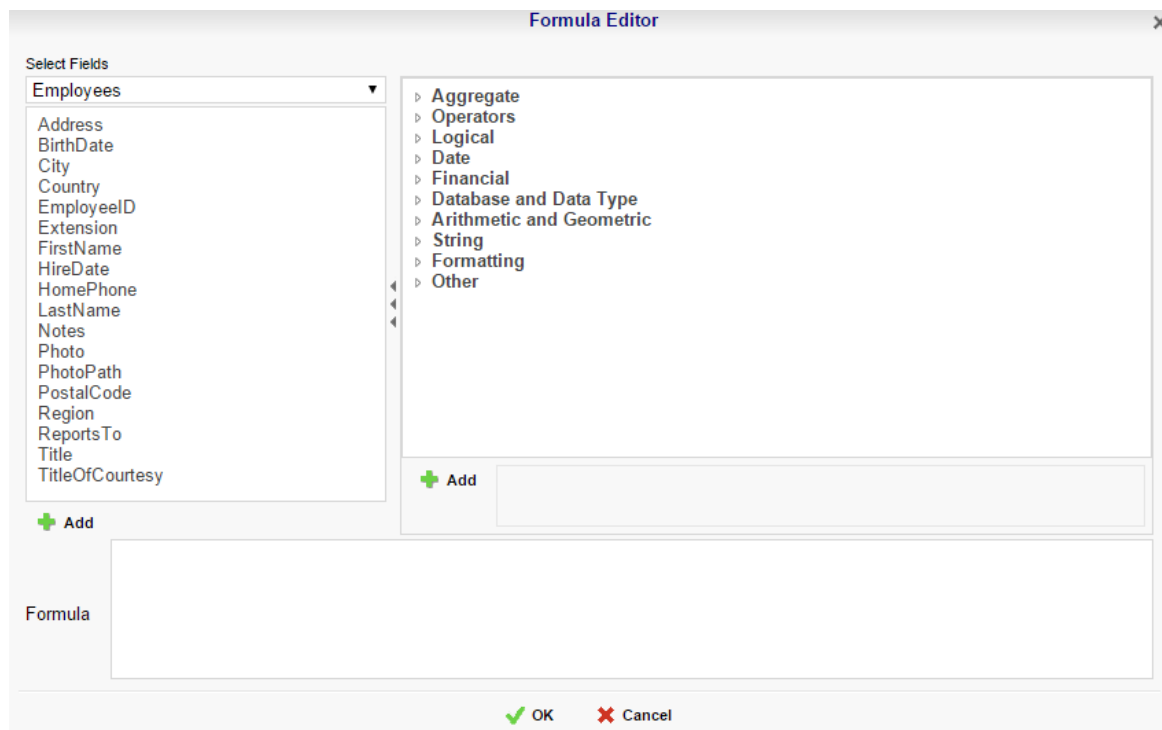 Formula Editor
Select Fields
Employees
Address
BirthDate
City
Country
EmployeeID
Extension
FirstName
HireDate
HomePhone
LastName
Notes
Photo
PhotoPath
PostalCode
Region
ReportsTo
Title
TitleOfCourtesy
Add
Aggregate
Operators
Logical
Date
Financial
Database and Data Type
Arithmetic and Geometric
String
Formatting
Other
Add
Formula
OK
Cancel